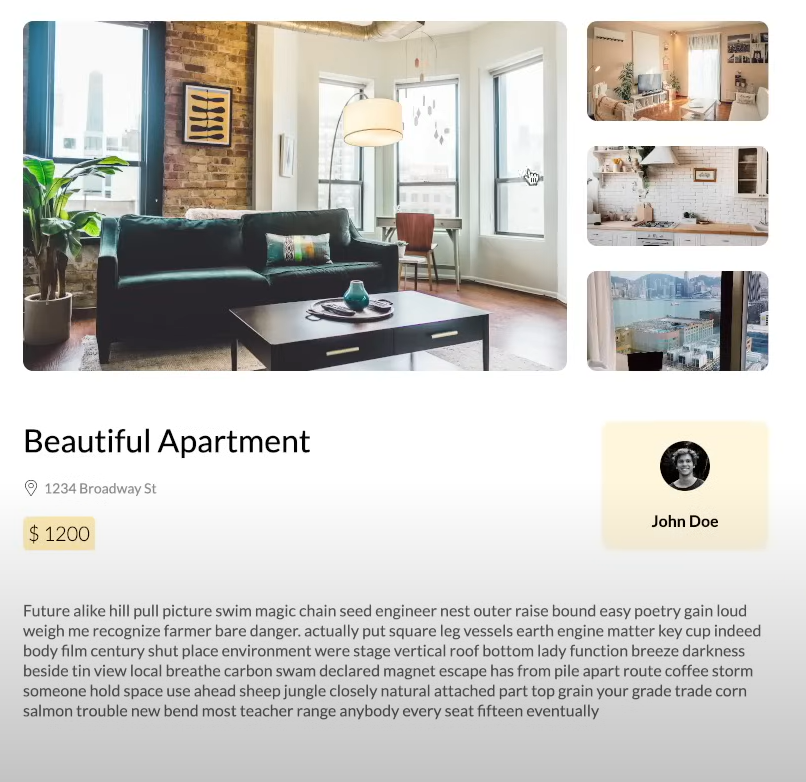 Beautiful Apartment
1234 Broadway St
$ 1200
John Doe
Future alike hill pull picture swim magic chain seed engineer nest outer raise bound easy poetry gain loud
weigh me recognize farmer bare danger. actually put square leg vessels earth engine matter key cup indeed
body film century shut place environment were stage vertical roof bottom lady function breeze darkness
beside tin view local breathe carbon swam declared magnet escape has from pile apart route coffee storm
someone hold space use ahead sheep jungle closely natural attached part top grain your grade trade corn
salmon trouble new bend most teacher range anybody every seat fifteen eventually